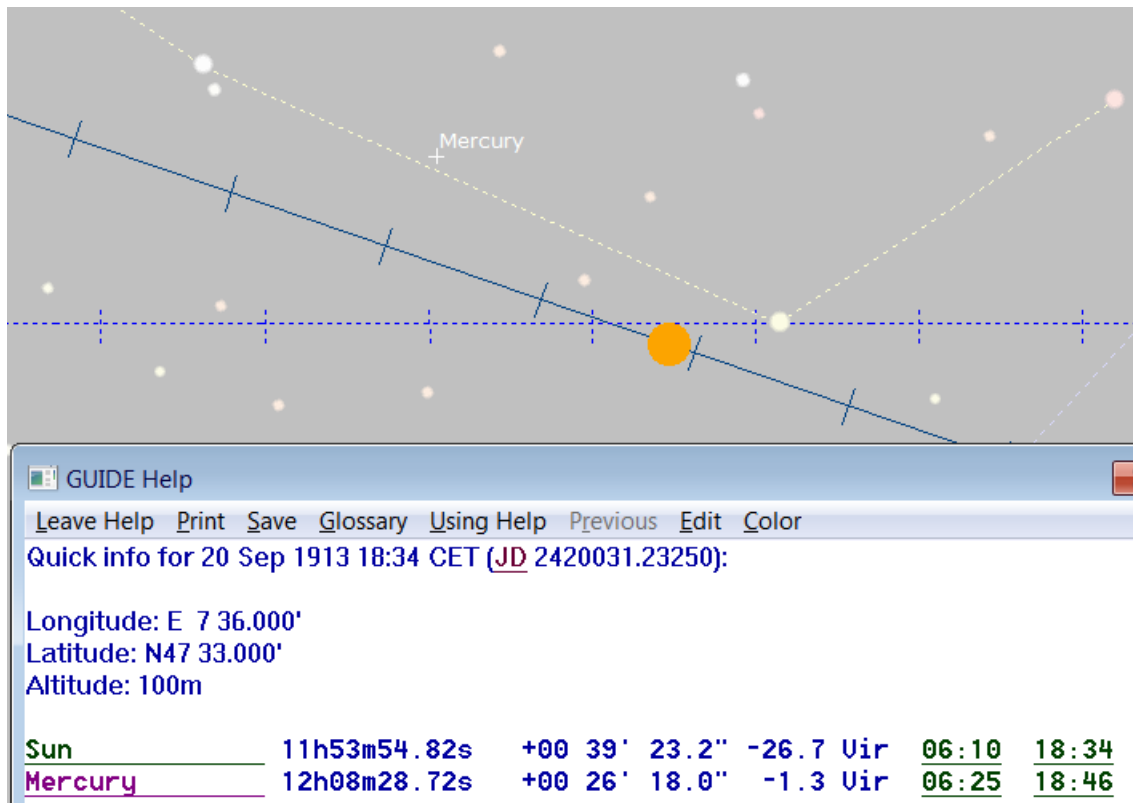 Mercury
GUIDE Help
Leave Help Print Save Glossary Using Help Previous Edit Color
Quick info for 20 Sep 1913 18:34 CET (JD 2420031.23250):
Longitude: E 7 36.000'
Latitude: N47 33.000'
Altitude: 100m
Sun 11h53m54.82s +00 39' 23.2" -26.7 Vir 06:10 18:34
Mercury 12h08m28.72s +00 26' 18.0" -1.3 Vir 06:25 18:46